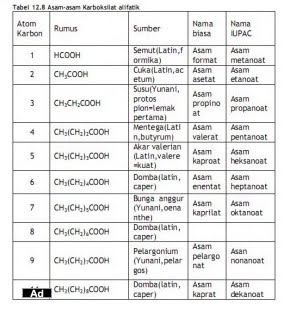 Tabel 12.8 Asam-asam Karboksilat alifatik
Atom Karbon | Rumus | Sumber | Nama biasa | Nama IUPAC
1 | HCOOH | Semut(Latin,formika) | Asam format | Asam metanoat
2 | CH₃COOH | Cuka(Latin,acetum) | Asam asetat | Asam etanoat
3 | CH₃CH₂COOH | Susu(Yunani, protos pion=lemak pertama) | Asam propinoat | Asam propanoat
4 | CH₃(CH₂)₂COOH | Mentega(Latin,butyrum) | Asam valerat | Asam pentanoat
5 | CH₃(CH₂)₃COOH | Akar valerian (Latin,valere =kuat) | Asam kaproat | Asam heksanoat
6 | CH₃(CH₂)₄COOH | Domba(latin, caper) | Asam enentat | Asam heptanoat
7 | CH₃(CH₂)₅COOH | Bunga anggur (Yunani,oenanthe) | Asam kaprilat | Asam oktanoat
8 | CH₃(CH₂)₆COOH | Domba(latin, caper)
9 | CH₃(CH₂)₇COOH | Pelargonium (Yunani,pelargos) | Asam pelargonat | Asan nonanoat
Ad | CH₃(CH₂)₈COOH | Domba(latin, caper) | Asam kaprat | Asam dekanoat